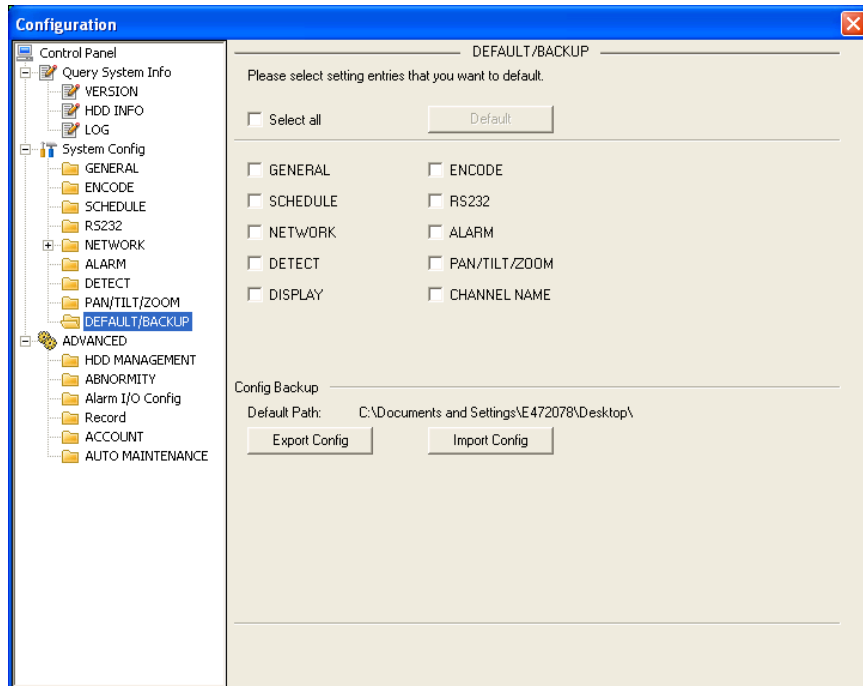 Configuration
Control Panel
Query System Info
VERSION
HDD INFO
LOG
System Config
GENERAL
ENCODE
SCHEDULE
RS232
NETWORK
ALARM
DETECT
PAN/TILT/ZOOM
DEFAULT/BACKUP
ADVANCED
HDD MANAGEMENT
ABNORMITY
Alarm I/O Config
Record
ACCOUNT
AUTO MAINTENANCE
DEFAULT/BACKUP
Please select setting entries that you want to default.
Select all Default
GENERAL ENCODE
SCHEDULE RS232
NETWORK ALARM
DETECT PAN/TILT/ZOOM
DISPLAY CHANNEL NAME
Config Backup
Default Path: C:\Documents and Settings\E472078\Desktop\
Export Config Import Config